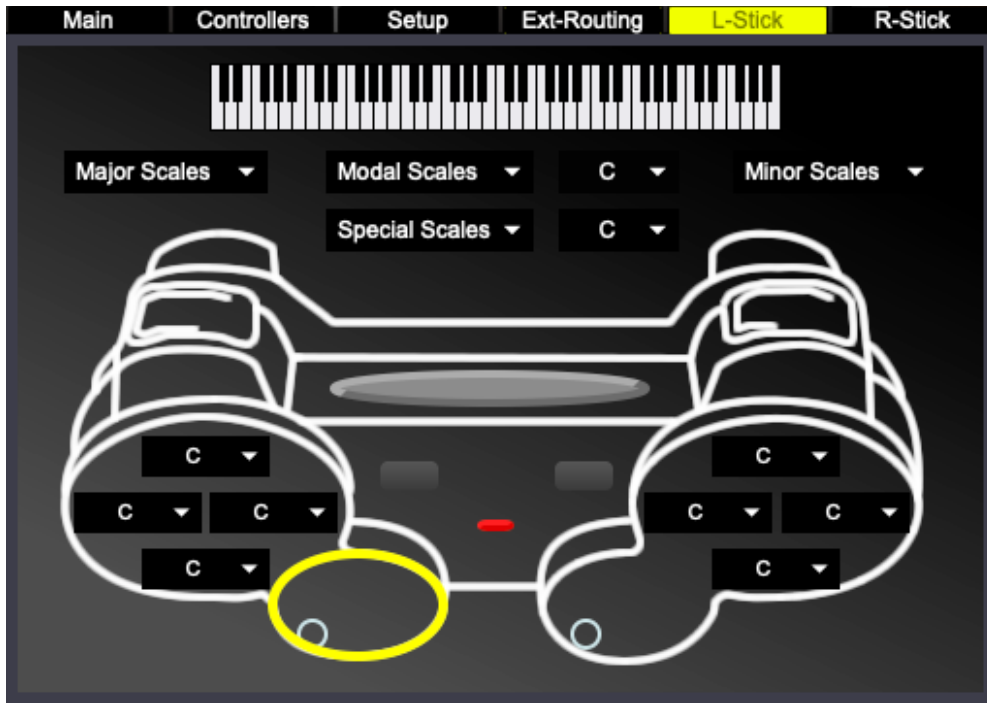 Main Controllers Setup Ext-Routing L-Stick R-Stick
Major Scales Modal Scales C Minor Scales
Special Scales C
C C
C C C C
C C